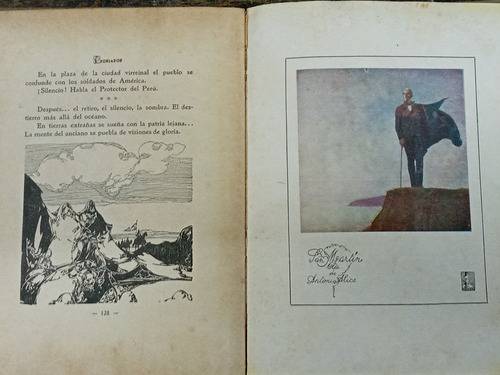 EVOCADOR
En la plaza de la ciudad virreinal el pueblo se
confunde con los soldados de América.
¡Silencio! Habla el Protector del Perú.
* * *
Después... el retiro, el silencio, la sombra. El des-
tierro más allá del océano.
En tierras extrañas se sueña con la patria lejana...
La mente del anciano se puebla de visiones de gloria.
— 128 —
San Martín
de
Antonio Alice